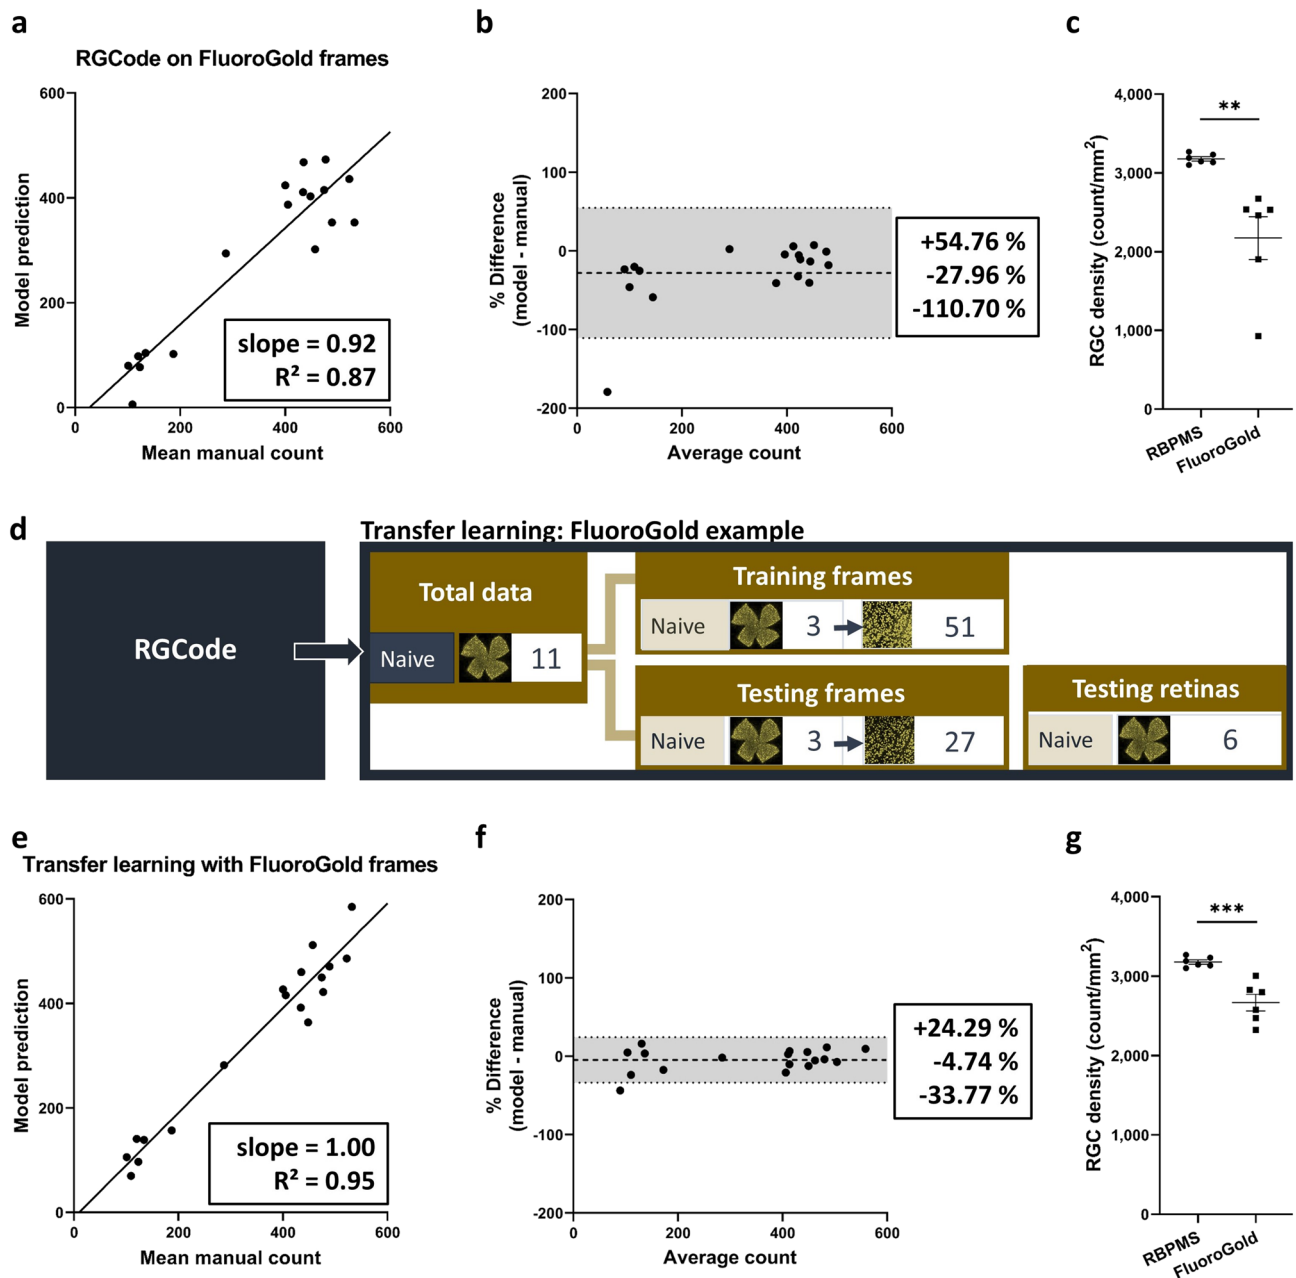 a
RGCode on FluoroGold frames
600
400
200
0
0 200 400 600
Model prediction
Mean manual count
slope = 0.92
R² = 0.87
b
200
100
0
-100
-200
0 200 400 600
% Difference
(model - manual)
Average count
+54.76 %
-27.96 %
-110.70 %
c
4,000
3,000
2,000
1,000
0
RGC density (count/mm²)
**
RBPMS
FluoroGold
d
Transfer learning: FluoroGold example
RGCode
Total data
Naive 11
Training frames
Naive 3 51
Testing frames
Naive 3 27
Testing retinas
Naive 6
e
Transfer learning with FluoroGold frames
600
400
200
0
0 200 400 600
Model prediction
Mean manual count
slope = 1.00
R² = 0.95
f
200
100
0
-100
-200
0 200 400 600
% Difference
(model - manual)
Average count
+24.29 %
-4.74 %
-33.77 %
g
4,000
3,000
2,000
1,000
0
RGC density (count/mm²)
***
RBPMS
FluoroGold